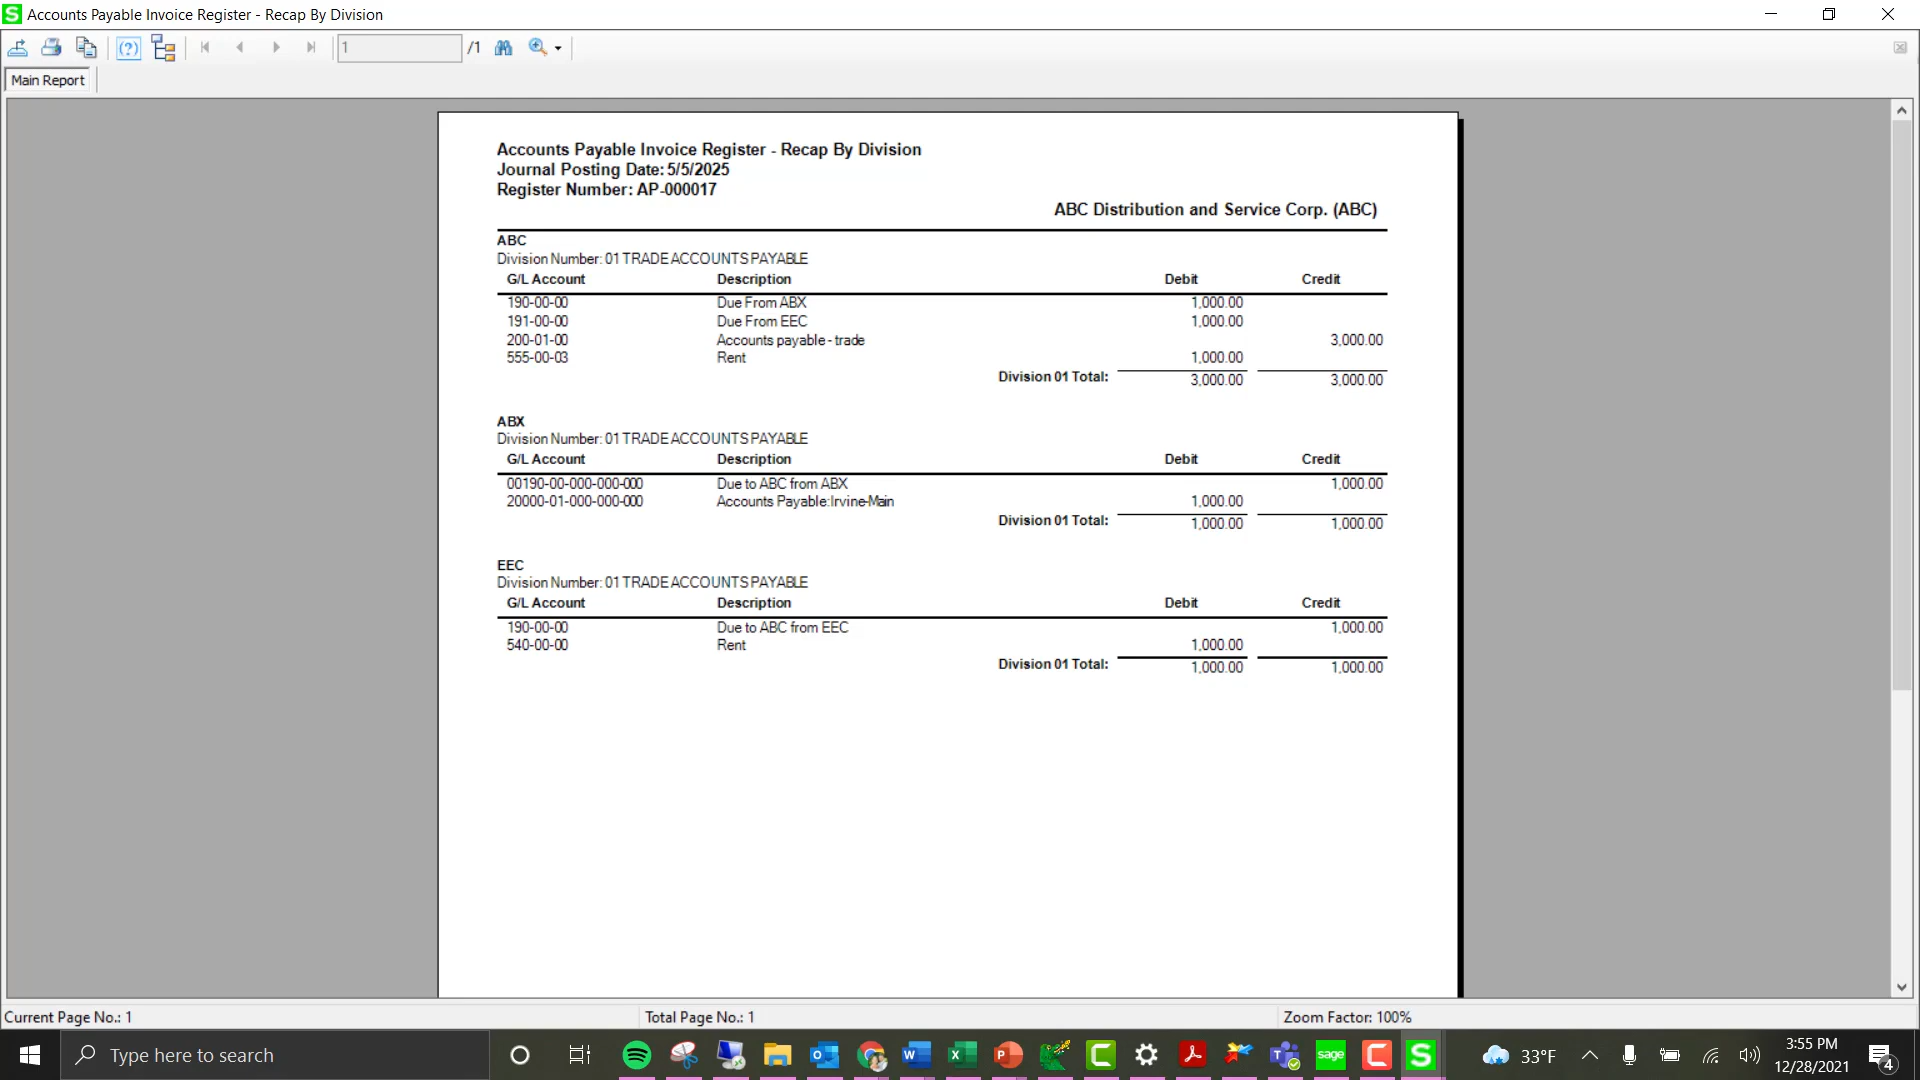 Accounts Payable Invoice Register - Recap By Division
1 /1
Main Report
Accounts Payable Invoice Register - Recap By Division
Journal Posting Date: 5/5/2025
Register Number: AP-000017
ABC Distribution and Service Corp. (ABC)
ABC
Division Number: 01 TRADE ACCOUNTS PAYABLE
G/L Account Description Debit Credit
190-00-00 Due From ABX 1,000.00
191-00-00 Due From EEC 1,000.00
200-01-00 Accounts payable - trade 3,000.00
555-00-03 Rent 1,000.00
Division 01 Total: 3,000.00 3,000.00
ABX
Division Number: 01 TRADE ACCOUNTS PAYABLE
G/L Account Description Debit Credit
00190-00-000-000-000 Due to ABC from ABX 1,000.00
20000-01-000-000-000 Accounts Payable:Irvine-Main 1,000.00
Division 01 Total: 1,000.00 1,000.00
EEC
Division Number: 01 TRADE ACCOUNTS PAYABLE
G/L Account Description Debit Credit
190-00-00 Due to ABC from EEC 1,000.00
540-00-00 Rent 1,000.00
Division 01 Total: 1,000.00 1,000.00
Current Page No.: 1 Total Page No.: 1 Zoom Factor: 100%
Type here to search
sage
33°F
3:55 PM
12/28/2021
4